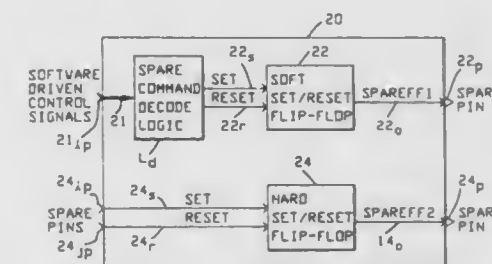 20
SOFTWARE DRIVEN CONTROL SIGNALS
21ip
21
SPARE COMMAND DECODE LOGIC
Ld
22s
SET
RESET
22r
22
SOFT SET/RESET FLIP-FLOP
SPAREFF1
22o
22p
SPAR PIN
24ip
SPARE PINS
24jp
24s
SET
RESET
24r
24
HARD SET/RESET FLIP-FLOP
SPAREFF2
14o
24p
SPAR PIN